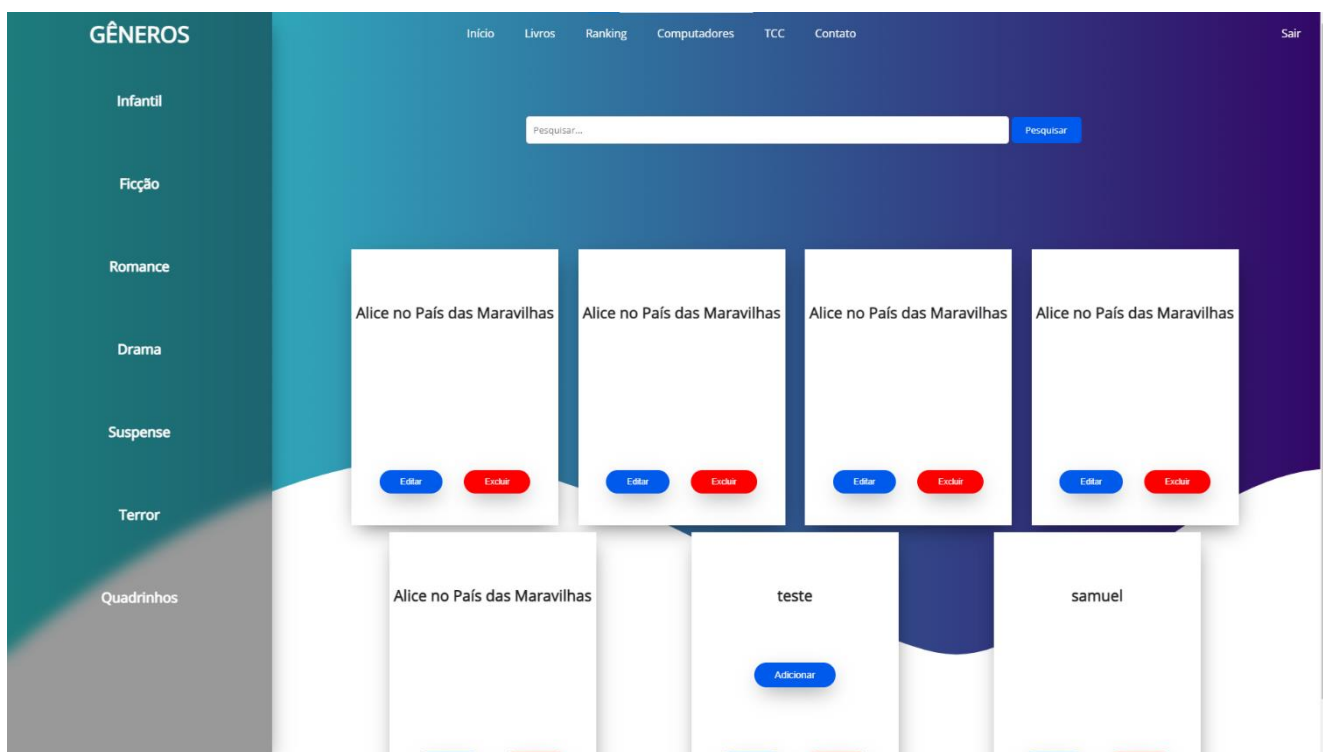 GÊNEROS
Início Livros Ranking Computadores TCC Contato Sair
Infantil
Ficção
Romance
Drama
Suspense
Terror
Quadrinhos
Pesquisar... Pesquisar
Alice no País das Maravilhas Alice no País das Maravilhas Alice no País das Maravilhas Alice no País das Maravilhas
Editar Excluir Editar Excluir Editar Excluir Editar Excluir
Alice no País das Maravilhas teste samuel
Adicionar